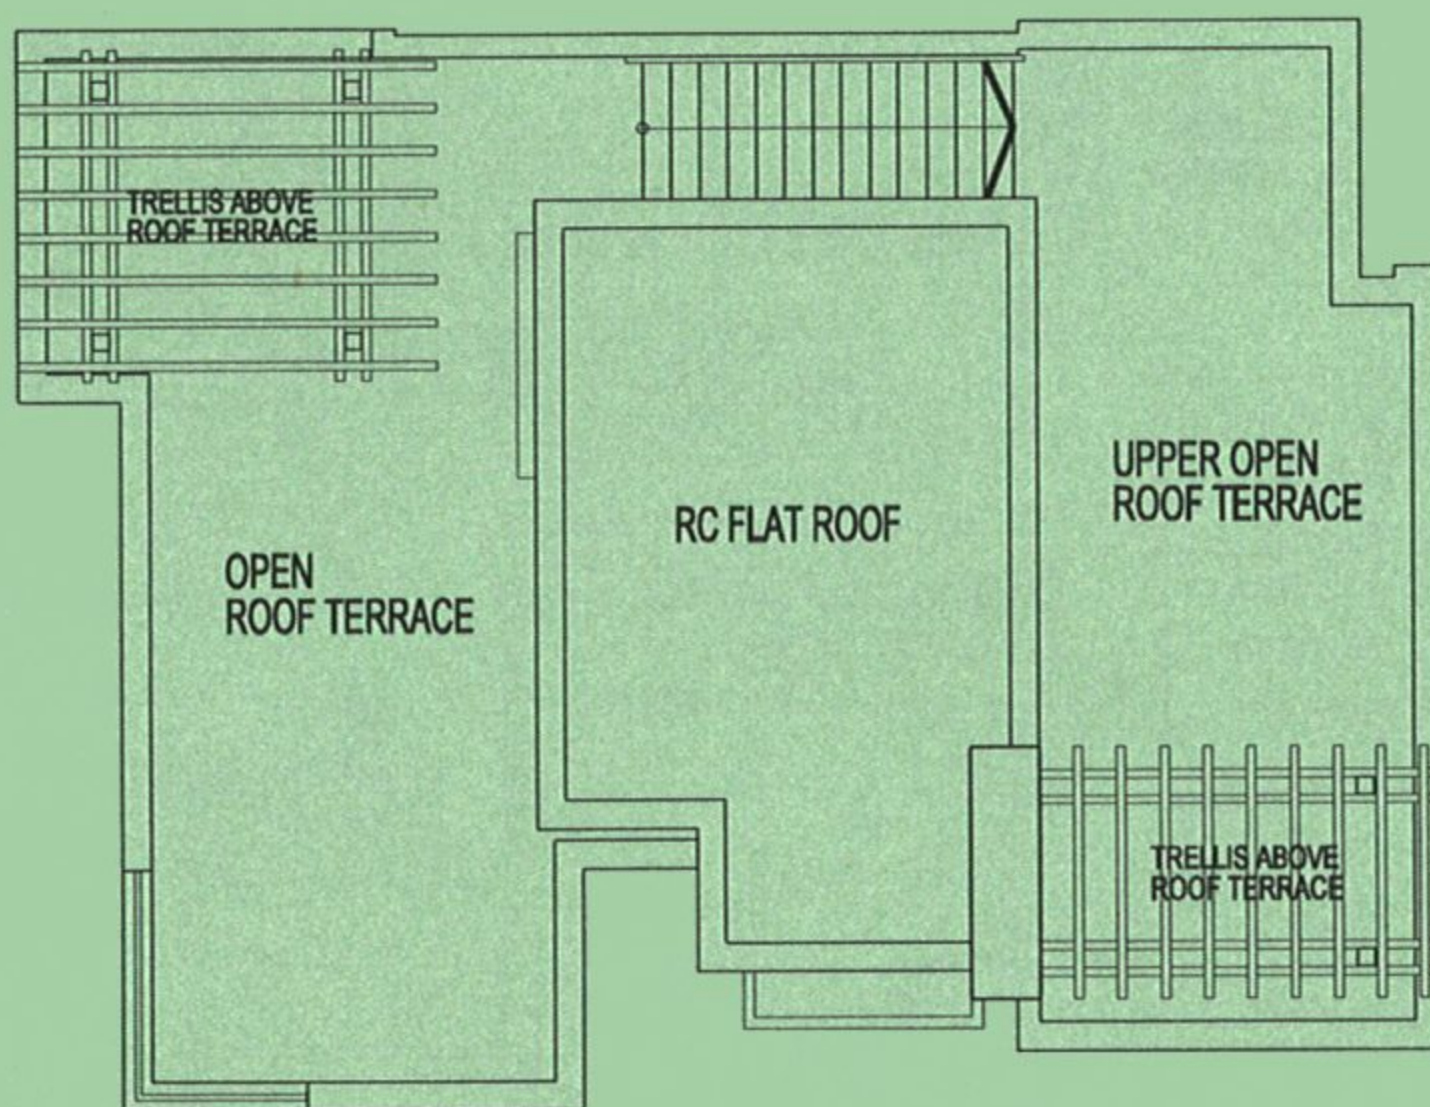 TRELLIS ABOVE
ROOF TERRACE
OPEN
ROOF TERRACE
RC FLAT ROOF
UPPER OPEN
ROOF TERRACE
TRELLIS ABOVE
ROOF TERRACE